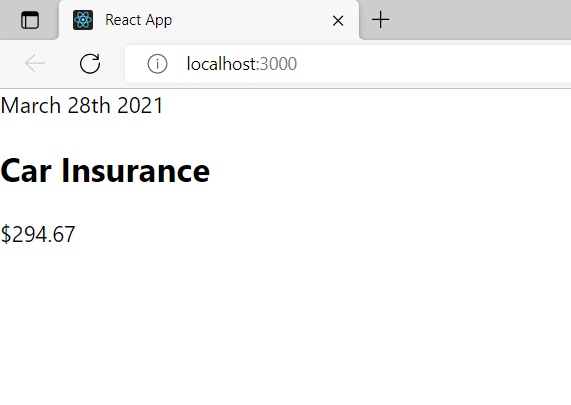 React App
localhost:3000
March 28th 2021
Car Insurance
$294.67